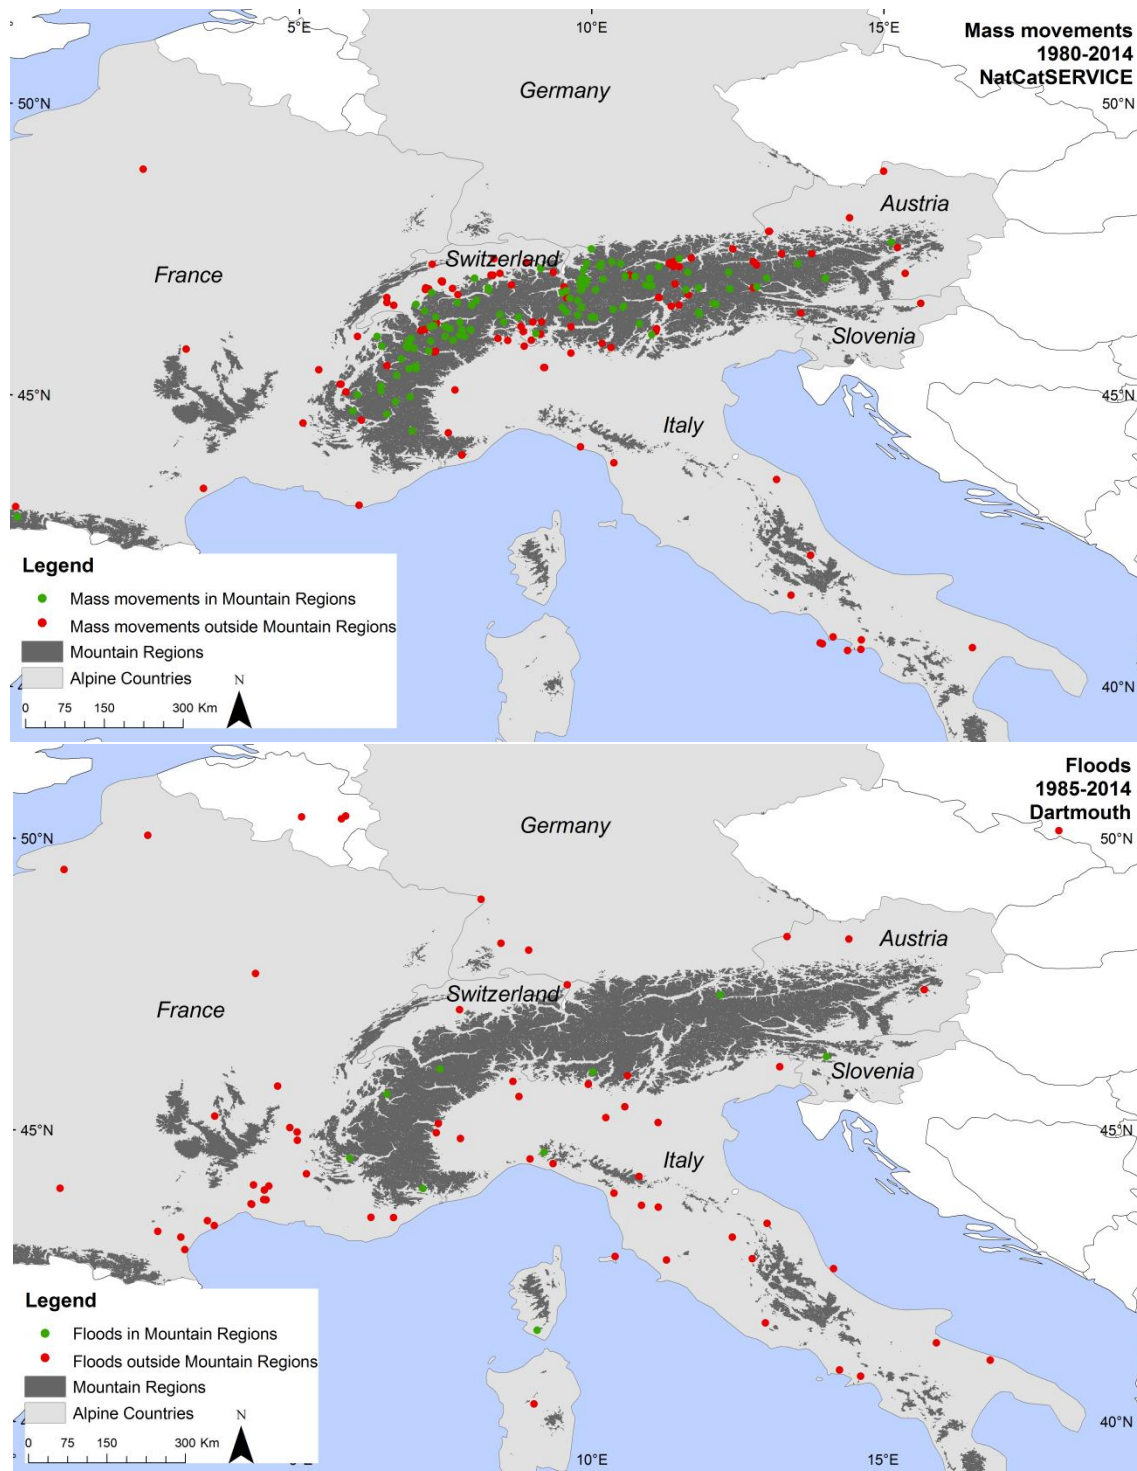 5°E
10°E
15°E
Mass movements
1980-2014
NatCatSERVICE
Germany
50°N
50°N
Austria
Switzerland
France
Slovenia
45°N
45°N
Italy
Legend
Mass movements in Mountain Regions
Mass movements outside Mountain Regions
Mountain Regions
Alpine Countries
N
40°N
0 75 150 300 Km
Floods
1985-2014
Dartmouth
Germany
50°N
50°N
Austria
Switzerland
France
Slovenia
45°N
45°N
Italy
Legend
Floods in Mountain Regions
Floods outside Mountain Regions
Mountain Regions
Alpine Countries
N
40°N
0 75 150 300 Km
10°E
15°E